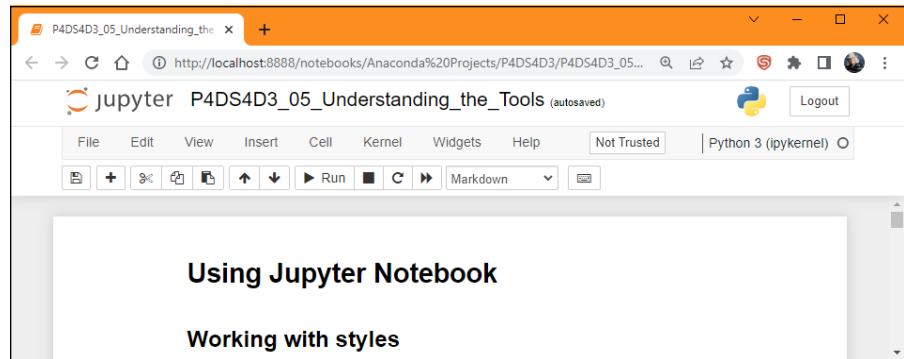 P4DS4D3_05_Understanding_the
http://localhost:8888/notebooks/Anaconda%20Projects/P4DS4D3/P4DS4D3_05...
jupyter P4DS4D3_05_Understanding_the_Tools (autosaved) Logout
File Edit View Insert Cell Kernel Widgets Help Not Trusted Python 3 (ipykernel)
Run Markdown
Using Jupyter Notebook
Working with styles